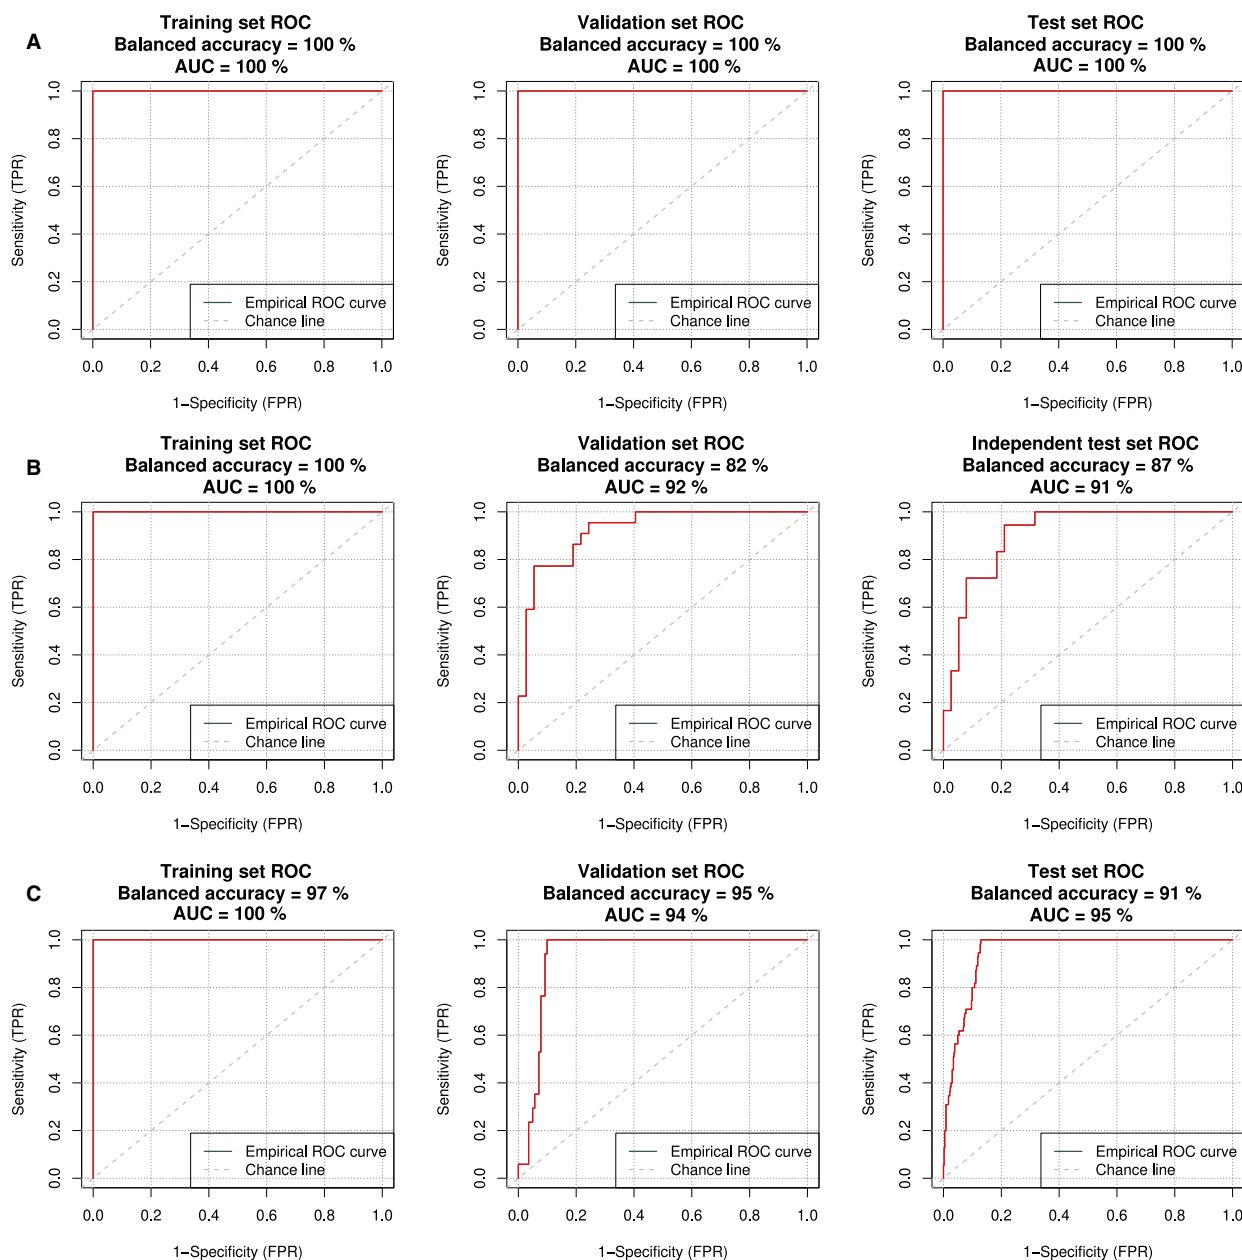 A
Training set ROC
Balanced accuracy = 100 %
AUC = 100 %
Sensitivity (TPR)
1.0
0.8
0.6
0.4
0.2
0.0
Empirical ROC curve
Chance line
0.0 0.2 0.4 0.6 0.8 1.0
1−Specificity (FPR)
Validation set ROC
Balanced accuracy = 100 %
AUC = 100 %
Sensitivity (TPR)
1.0
0.8
0.6
0.4
0.2
0.0
Empirical ROC curve
Chance line
0.0 0.2 0.4 0.6 0.8 1.0
1−Specificity (FPR)
Test set ROC
Balanced accuracy = 100 %
AUC = 100 %
Sensitivity (TPR)
1.0
0.8
0.6
0.4
0.2
0.0
Empirical ROC curve
Chance line
0.0 0.2 0.4 0.6 0.8 1.0
1−Specificity (FPR)
B
Training set ROC
Balanced accuracy = 100 %
AUC = 100 %
Sensitivity (TPR)
1.0
0.8
0.6
0.4
0.2
0.0
Empirical ROC curve
Chance line
0.0 0.2 0.4 0.6 0.8 1.0
1−Specificity (FPR)
Validation set ROC
Balanced accuracy = 82 %
AUC = 92 %
Sensitivity (TPR)
1.0
0.8
0.6
0.4
0.2
0.0
Empirical ROC curve
Chance line
0.0 0.2 0.4 0.6 0.8 1.0
1−Specificity (FPR)
Independent test set ROC
Balanced accuracy = 87 %
AUC = 91 %
Sensitivity (TPR)
1.0
0.8
0.6
0.4
0.2
0.0
Empirical ROC curve
Chance line
0.0 0.2 0.4 0.6 0.8 1.0
1−Specificity (FPR)
C
Training set ROC
Balanced accuracy = 97 %
AUC = 100 %
Sensitivity (TPR)
1.0
0.8
0.6
0.4
0.2
0.0
Empirical ROC curve
Chance line
0.0 0.2 0.4 0.6 0.8 1.0
1−Specificity (FPR)
Validation set ROC
Balanced accuracy = 95 %
AUC = 94 %
Sensitivity (TPR)
1.0
0.8
0.6
0.4
0.2
0.0
Empirical ROC curve
Chance line
0.0 0.2 0.4 0.6 0.8 1.0
1−Specificity (FPR)
Test set ROC
Balanced accuracy = 91 %
AUC = 95 %
Sensitivity (TPR)
1.0
0.8
0.6
0.4
0.2
0.0
Empirical ROC curve
Chance line
0.0 0.2 0.4 0.6 0.8 1.0
1−Specificity (FPR)